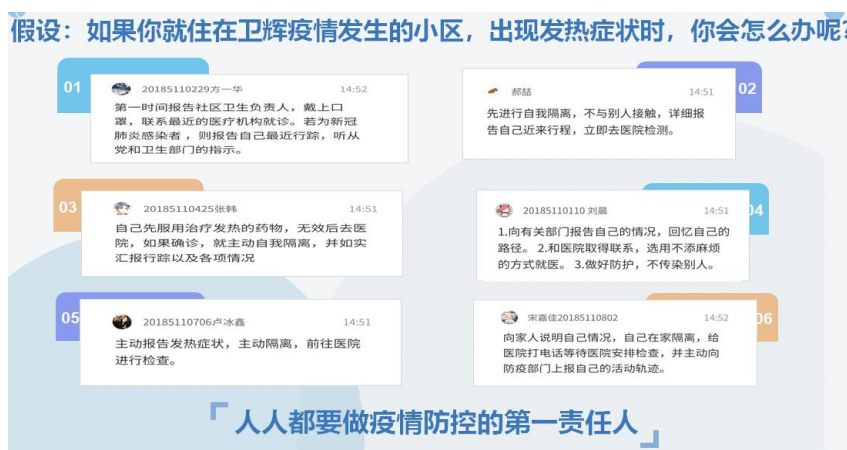 假设：如果你就住在卫辉疫情发生的小区，出现发热症状时，你会怎么办呢？
01
20185110229方一华 14:52
第一时间报告社区卫生负责人，戴上口
罩，联系最近的医疗机构就诊。若为新冠
肺炎感染者 ，则报告自己最近行踪，听从
党和卫生部门的指示。
02
郝喆 14:51
先进行自我隔离，不与别人接触，详细报
告自己近来行程，立即去医院检测。
03
20185110425张韩 14:51
自己先服用治疗发热的药物，无效后去医
院，如果确诊，就主动自我隔离，并如实
汇报行踪以及各项情况
04
20185110110 刘晨 14:51
1.向有关部门报告自己的情况，回忆自己的
路径。 2.和医院取得联系，选用不添麻烦
的方式就医。 3.做好防护，不传染别人。
05
20185110706卢冰鑫 14:51
主动报告发热症状，主动隔离，前往医院
进行检查。
06
宋嘉佳20185110802 14:52
向家人说明自己情况，自己在家隔离，给
医院打电话等待医院安排检查，并主动向
防疫部门上报自己的活动轨迹。
「人人都要做疫情防控的第一责任人」